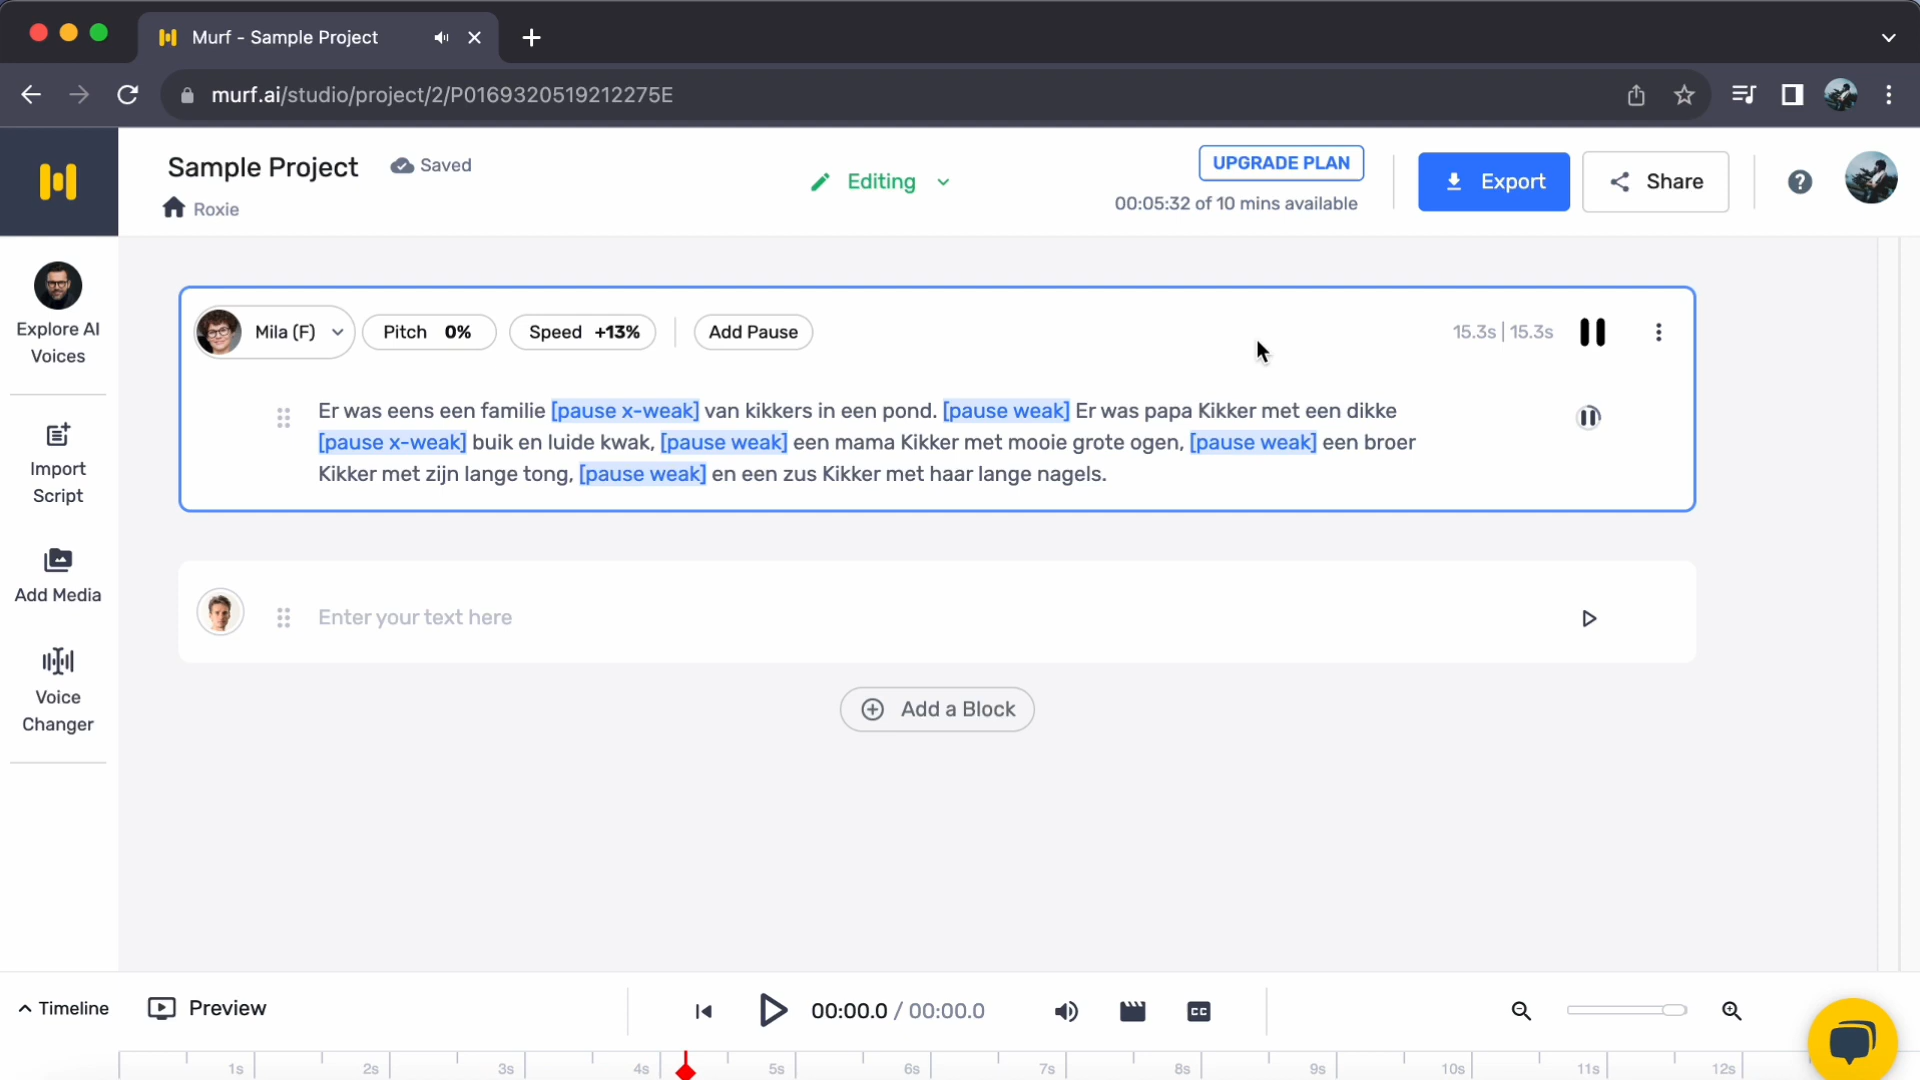 Murf - Sample Project
murf.ai/studio/project/2/P0169320519212275E
Sample Project
Saved
Roxie
Editing
UPGRADE PLAN
00:05:32 of 10 mins available
Export
Share
Explore AI
Voices
Import
Script
Add Media
Voice
Changer
Mila (F)
Pitch 0%
Speed +13%
Add Pause
15.3s | 15.3s
Er was eens een familie [pause x-weak] van kikkers in een pond. [pause weak] Er was papa Kikker met een dikke
[pause x-weak] buik en luide kwak, [pause weak] een mama Kikker met mooie grote ogen, [pause weak] een broer
Kikker met zijn lange tong, [pause weak] en een zus Kikker met haar lange nagels.
Enter your text here
Add a Block
Timeline
Preview
00:00.0 / 00:00.0
CC
1s 2s 3s 4s 5s 6s 7s 8s 9s 10s 11s 12s